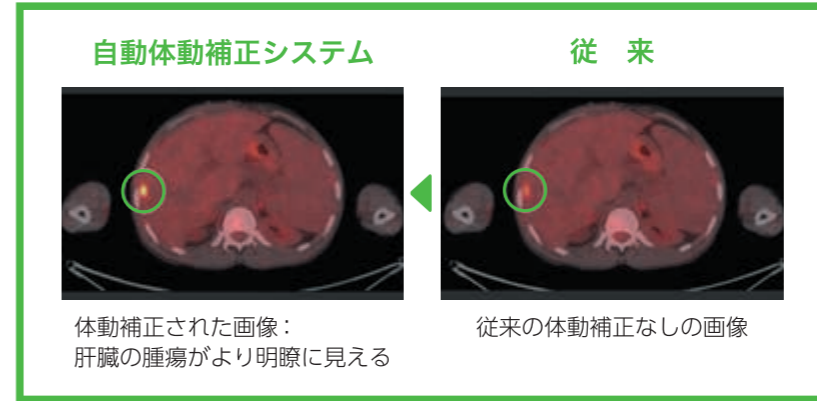 自動体動補正システム
従　来
体動補正された画像：
肝臓の腫瘍がより明瞭に見える
従来の体動補正なしの画像